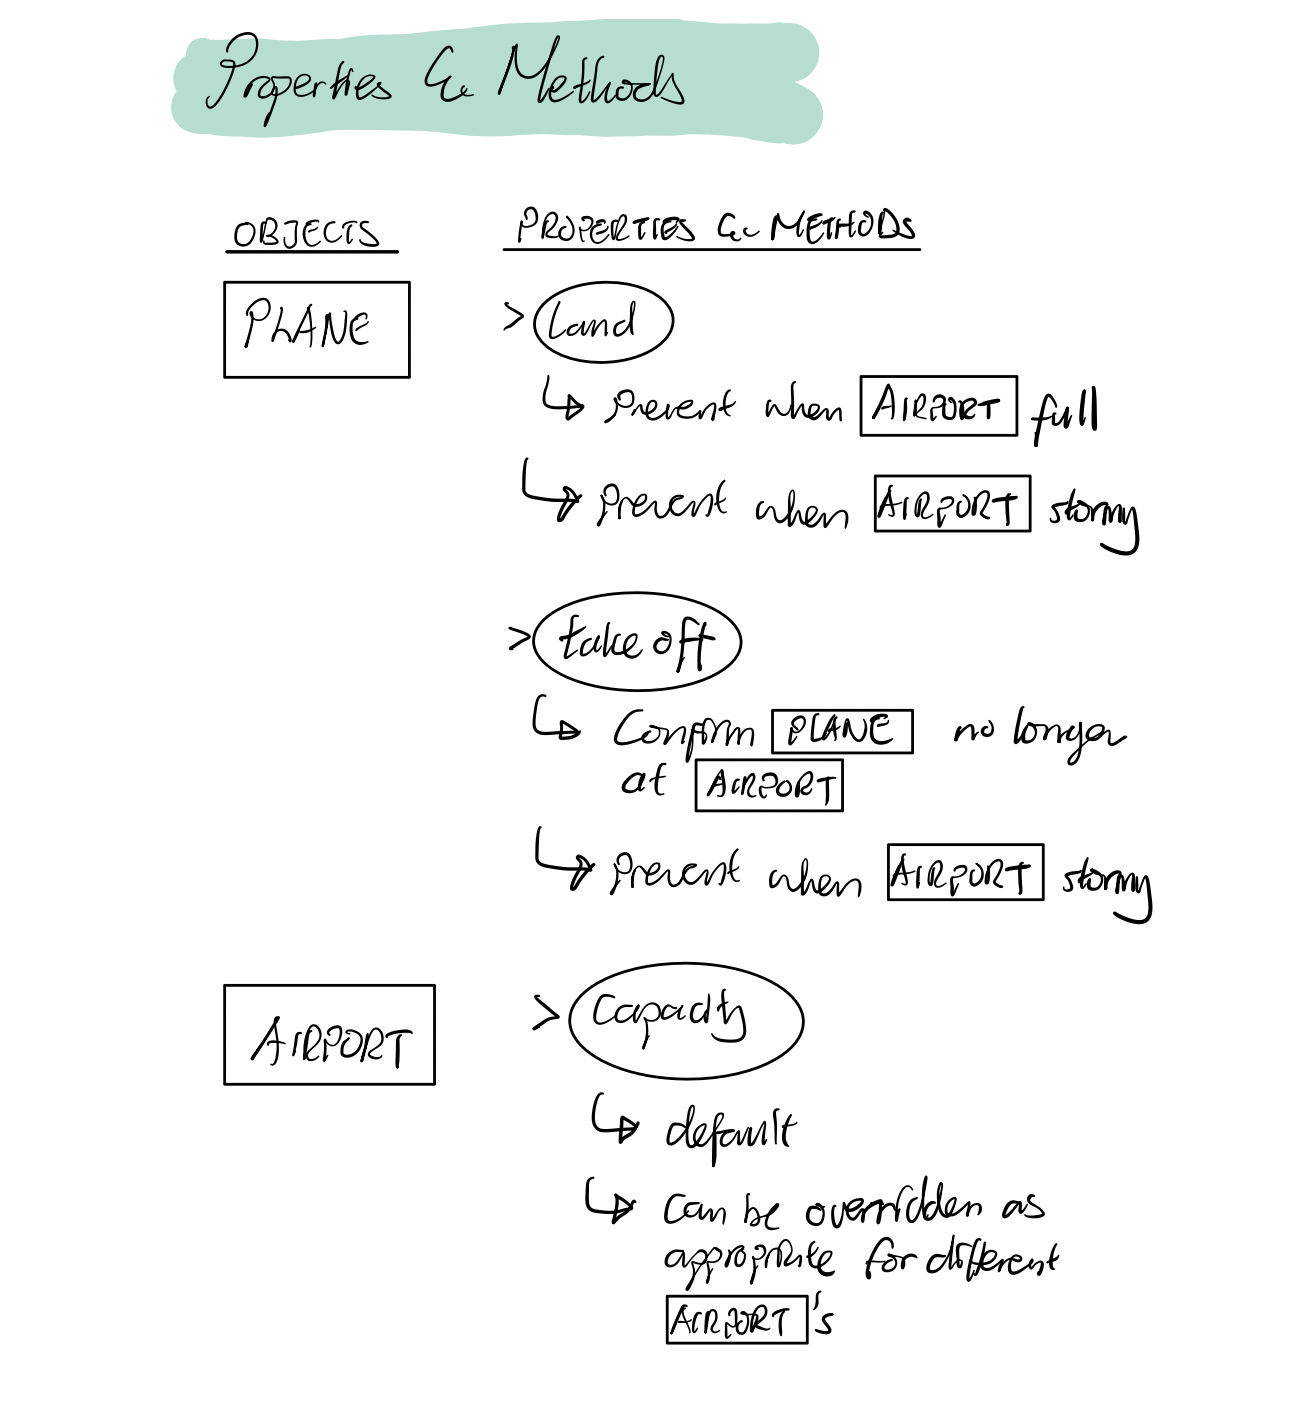 Properties & Methods
OBJECTS
PROPERTIES & METHODS
PLANE
> Land
Prevent when AIRPORT full
Prevent when AIRPORT stormy
> take off
Confirm PLANE no longer
at AIRPORT
Prevent when AIRPORT stormy
AIRPORT
> Capacity
default
Can be overridden as
appropriate for different
AIRPORT's